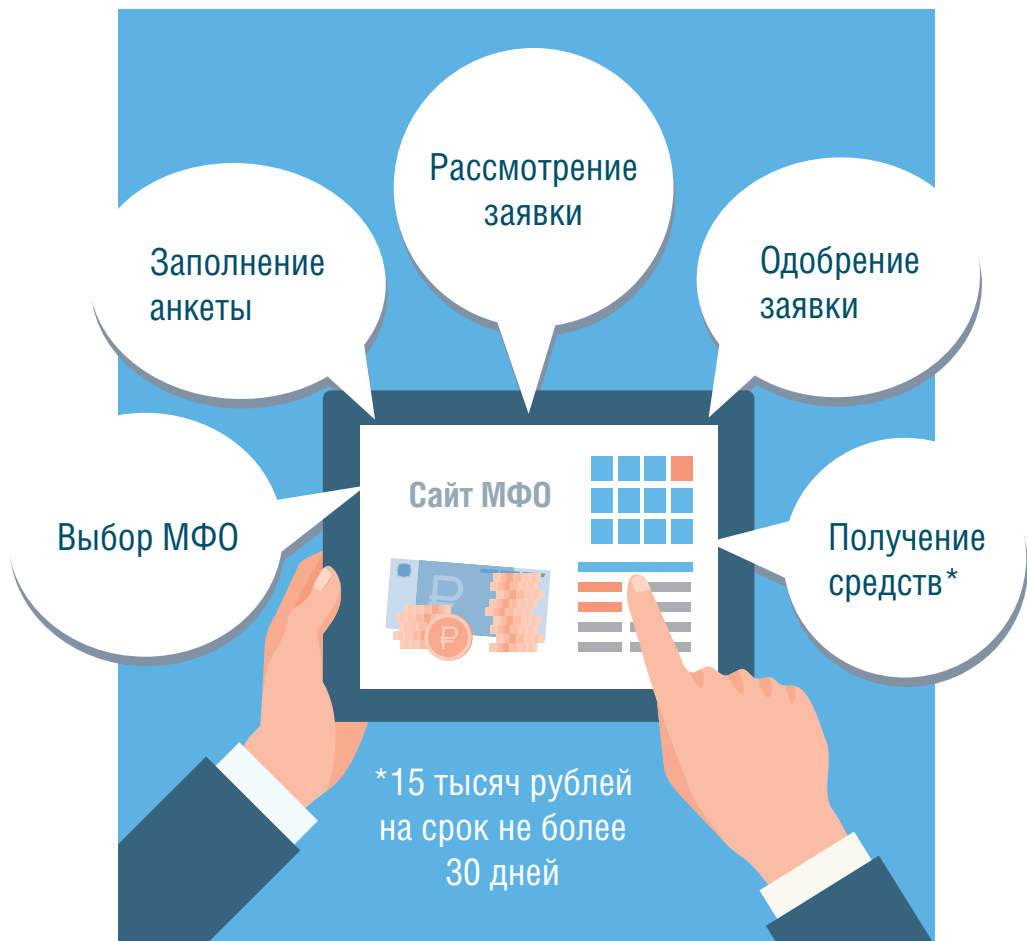 Рассмотрение
заявки
Заполнение
анкеты
Одобрение
заявки
Выбор МФО
Сайт МФО
Получение
средств*
*15 тысяч рублей
на срок не более
30 дней